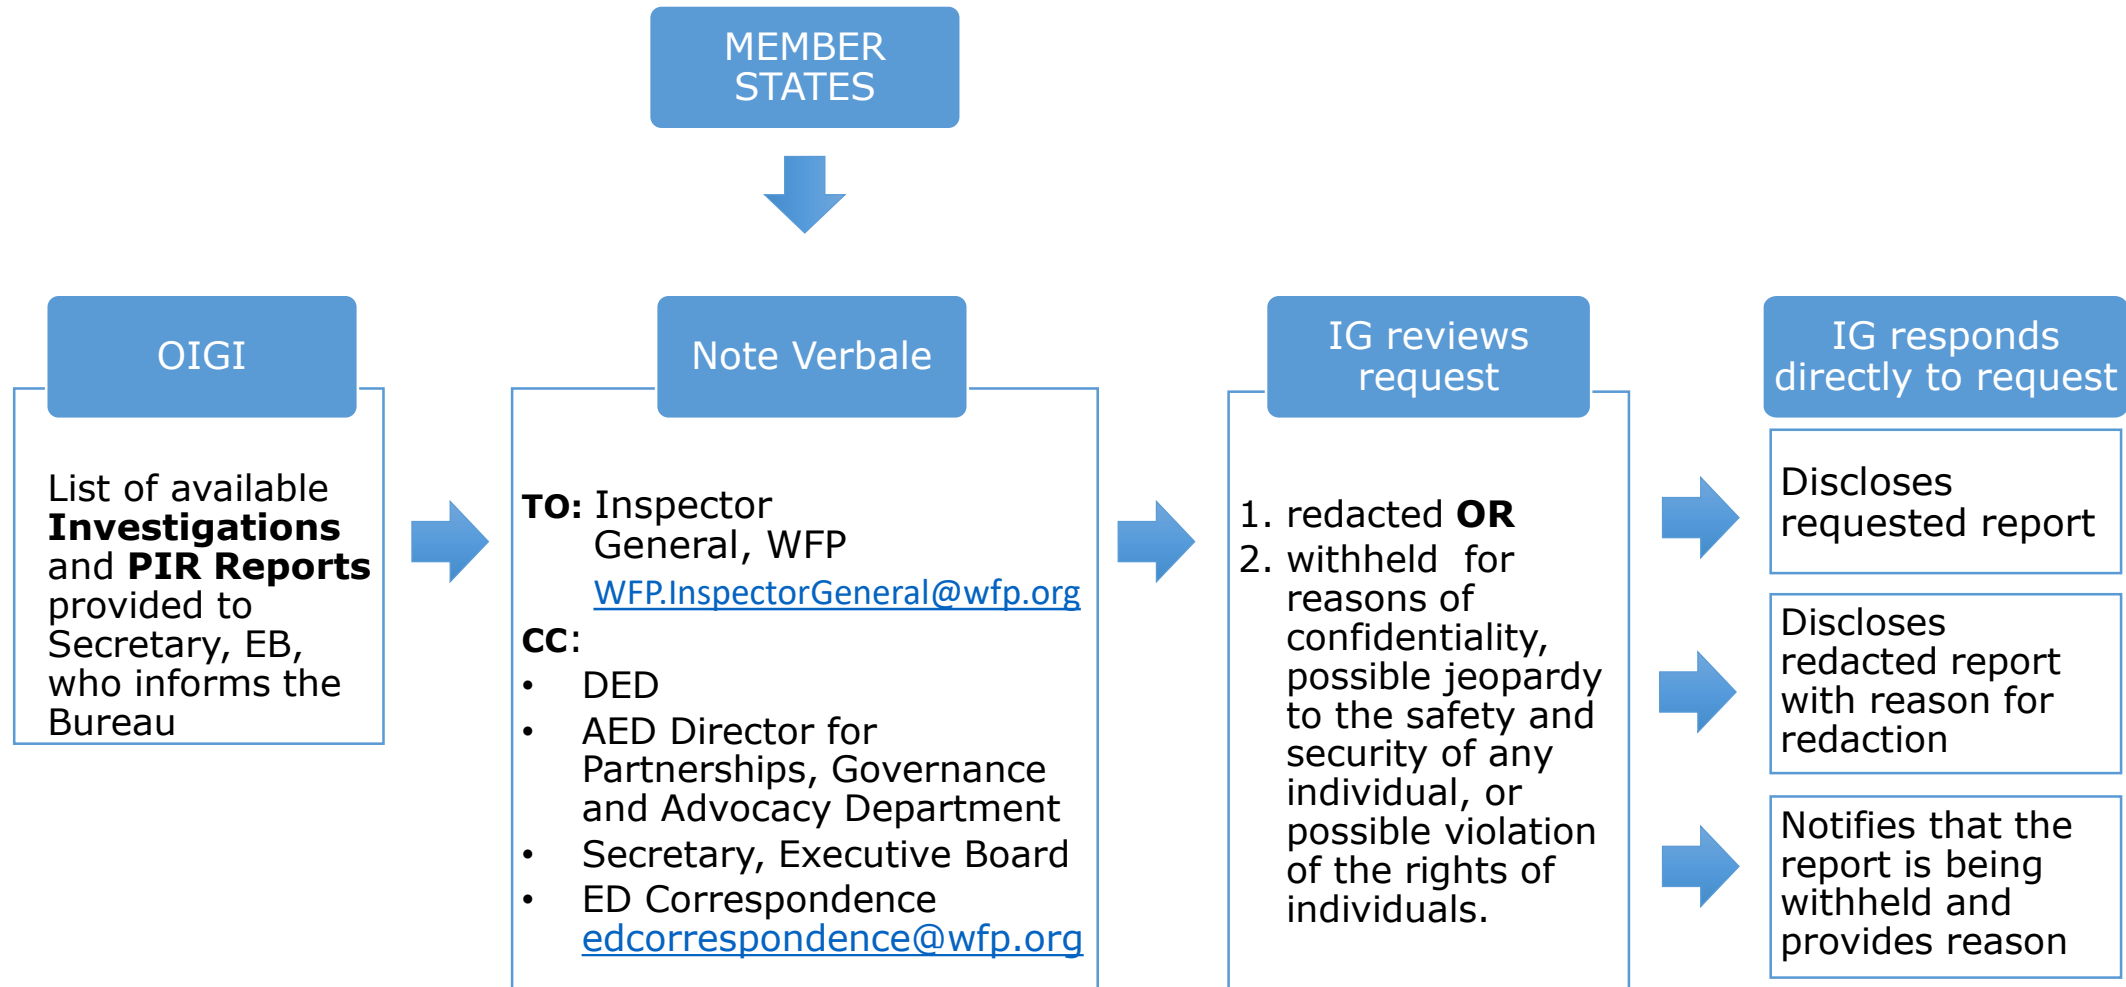 MEMBER
STATES
OIGI
List of available
Investigations
and PIR Reports
provided to
Secretary, EB,
who informs the
Bureau
Note Verbale
TO: Inspector
General, WFP
WFP.InspectorGeneral@wfp.org
CC:
• DED
• AED Director for
Partnerships, Governance
and Advocacy Department
• Secretary, Executive Board
• ED Correspondence
edcorrespondence@wfp.org
IG reviews
request
1. redacted OR
2. withheld for
reasons of
confidentiality,
possible jeopardy
to the safety and
security of any
individual, or
possible violation
of the rights of
individuals.
IG responds
directly to request
Discloses
requested report
Discloses
redacted report
with reason for
redaction
Notifies that the
report is being
withheld and
provides reason